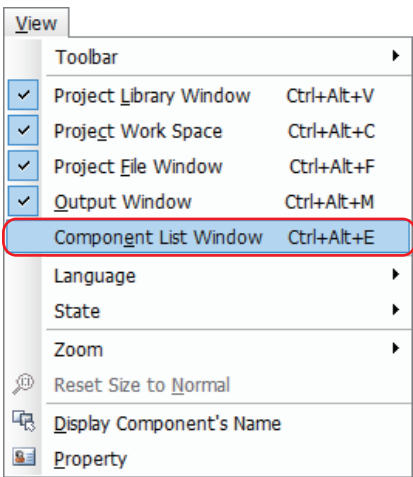 View
Toolbar
Project Library Window Ctrl+Alt+V
Project Work Space Ctrl+Alt+C
Project File Window Ctrl+Alt+F
Output Window Ctrl+Alt+M
Component List Window Ctrl+Alt+E
Language
State
Zoom
Reset Size to Normal
Display Component's Name
Property